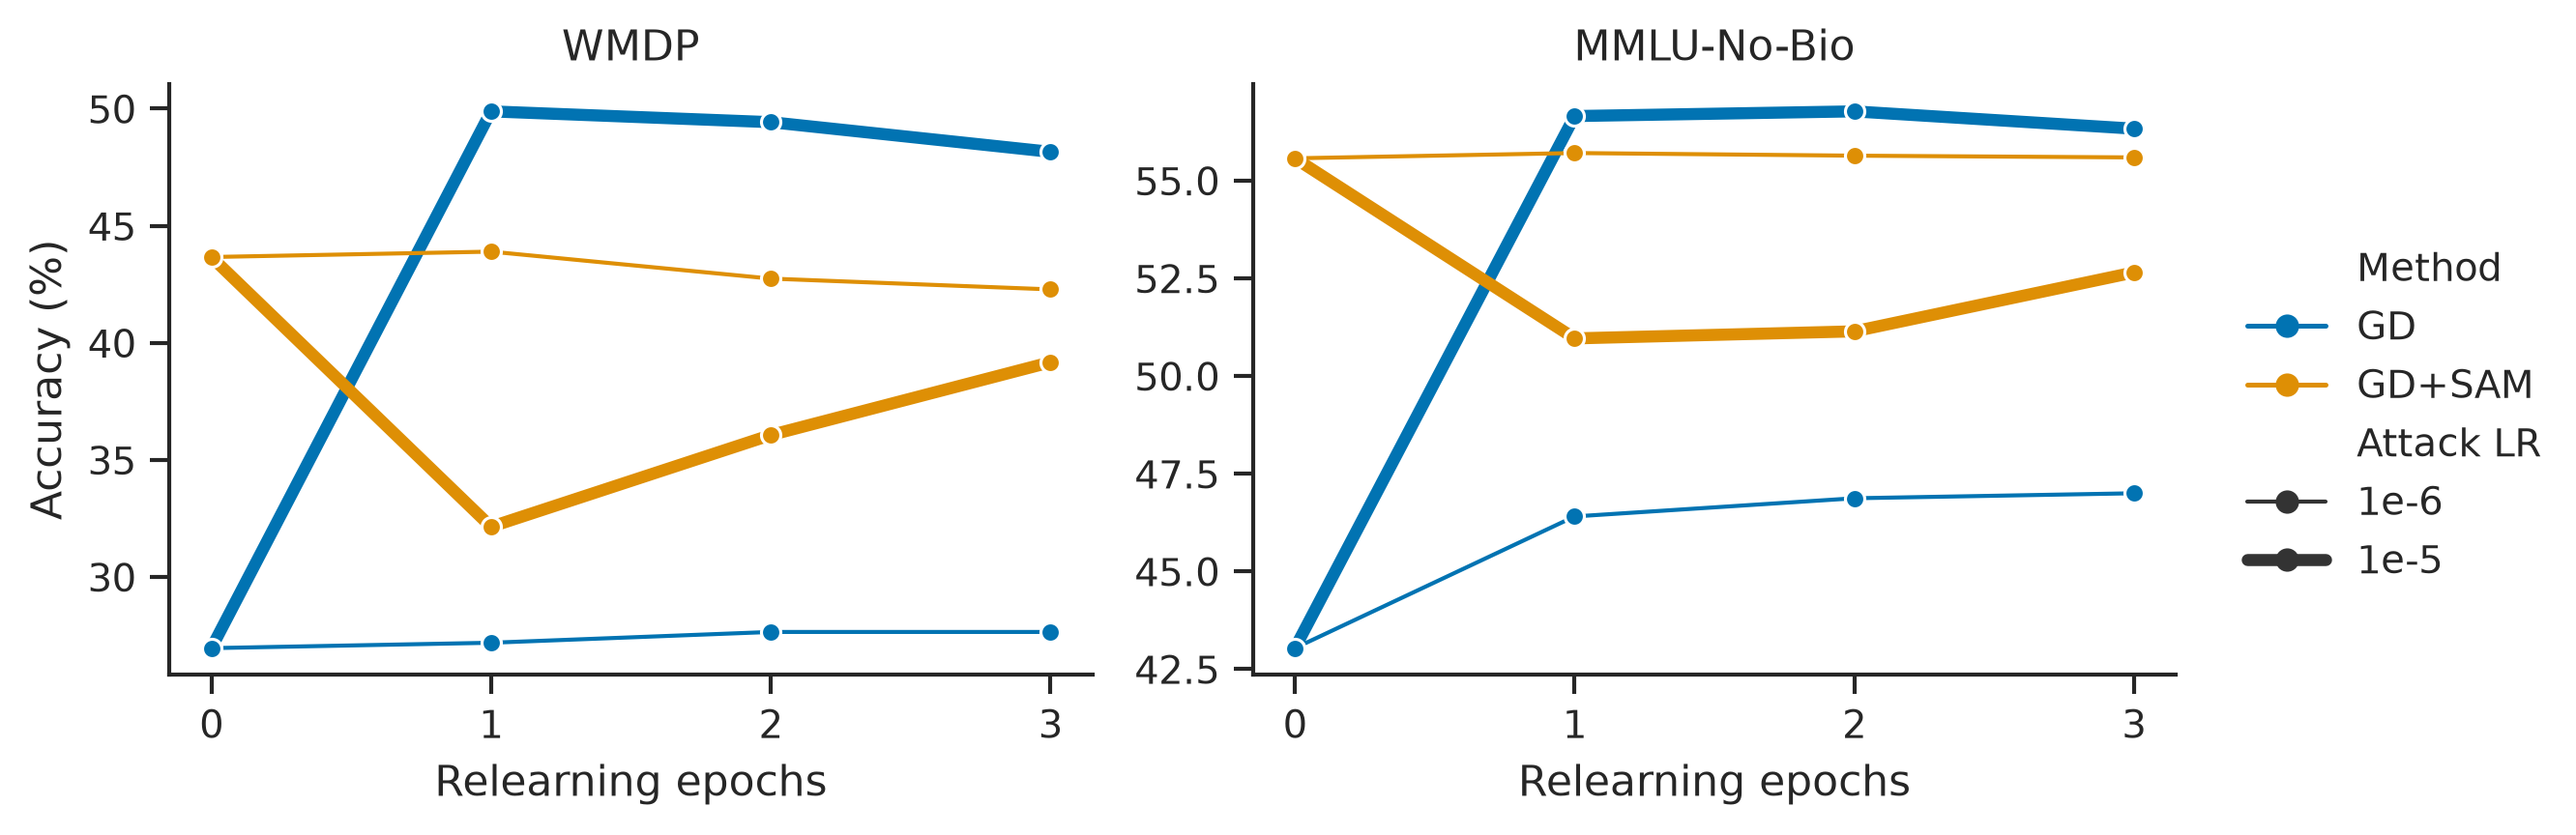 WMDP
Accuracy (%)
50
45
40
35
30
0 1 2 3
Relearning epochs
MMLU-No-Bio
55.0
52.5
50.0
47.5
45.0
42.5
0 1 2 3
Relearning epochs
Method
GD
GD+SAM
Attack LR
1e-6
1e-5